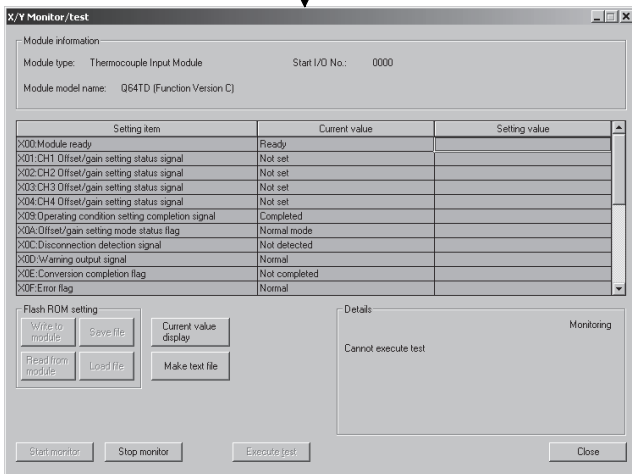 X/Y Monitor/test
Module information
Module type: Thermocouple Input Module Start I/O No.: 0000
Module model name: Q64TD (Function Version C)
Setting item Current value Setting value
X00:Module ready Ready
X01:CH1 Offset/gain setting status signal Not set
X02:CH2 Offset/gain setting status signal Not set
X03:CH3 Offset/gain setting status signal Not set
X04:CH4 Offset/gain setting status signal Not set
X09:Operating condition setting completion signal Completed
X0A:Offset/gain setting mode status flag Normal mode
X0C:Disconnection detection signal Not detected
X0D:Warning output signal Normal
X0E:Conversion completion flag Not completed
X0F:Error flag Normal
Flash ROM setting
Write to
module
Save file
Current value
display
Read from
module
Load file
Make text file
Details
Monitoring
Cannot execute test
Start monitor Stop monitor Execute test Close